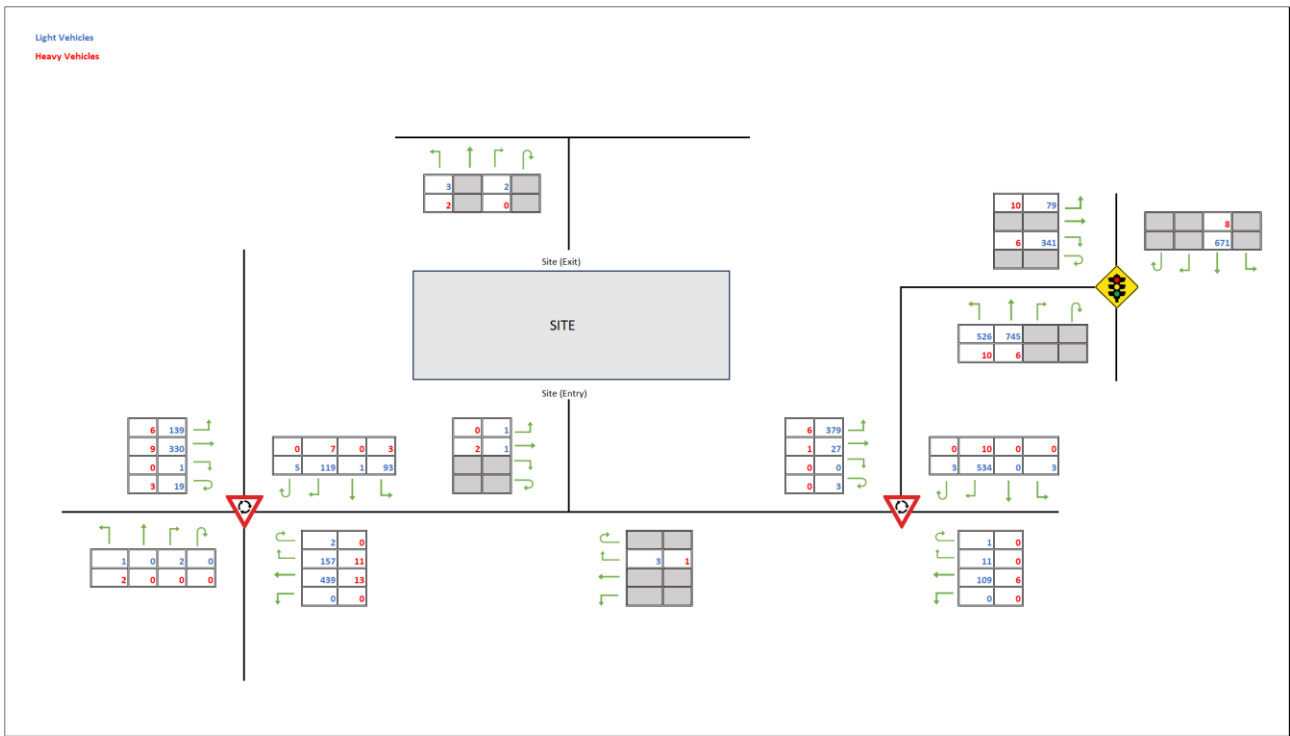 Light Vehicles
Heavy Vehicles
3 2
2 0
10 79
6 341
8
671
Site (Exit)
SITE
526 745
10 6
Site (Entry)
6 139
9 330
0 1
3 19
0 7 0 3
5 119 1 93
0 1
2 1
6 379
1 27
0 0
0 3
0 10 0 0
3 534 0 3
1 0 2 0
2 0 0 0
2 0
157 11
439 13
0 0
3 1
1 0
11 0
109 6
0 0